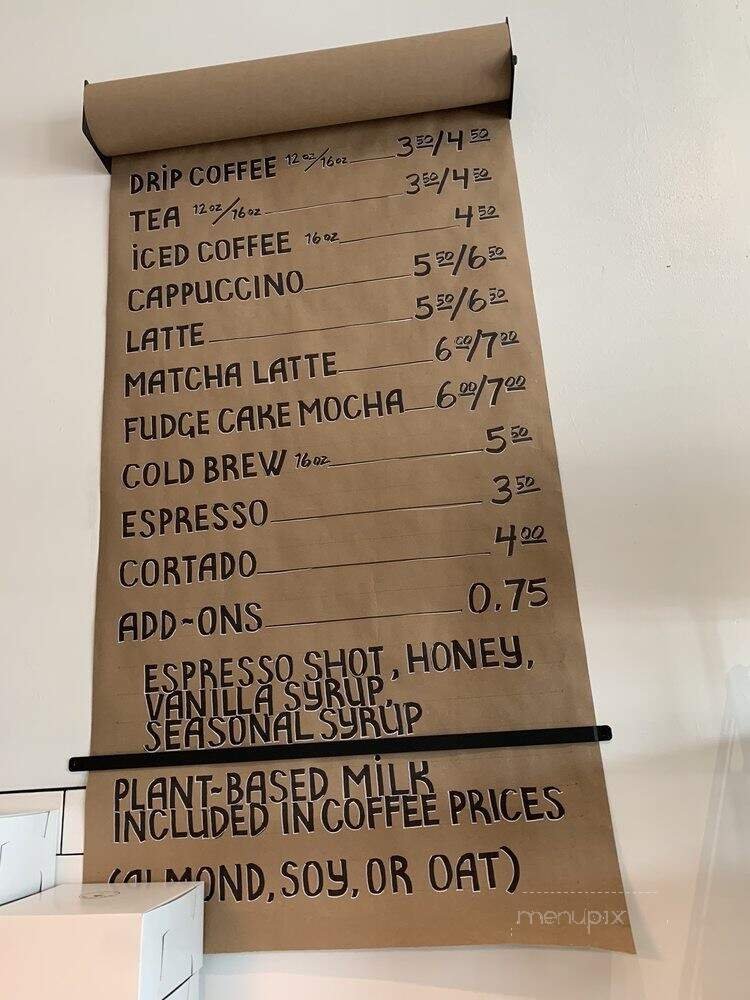 DRIP COFFEE 12oz/16oz 3.50/4.50
TEA 12oz/16oz 3.50/4.50
ICED COFFEE 16oz 4.50
CAPPUCCINO 5.50/6.50
LATTE 5.50/6.50
MATCHA LATTE 6.00/7.00
FUDGE CAKE MOCHA 6.00/7.00
COLD BREW 16oz 5.50
ESPRESSO 3.50
CORTADO 4.00
ADD-ONS 0.75
ESPRESSO SHOT, HONEY,
VANILLA SYRUP,
SEASONAL SYRUP
PLANT-BASED MILK
INCLUDED IN COFFEE PRICES
(ALMOND, SOY, OR OAT)
menupix